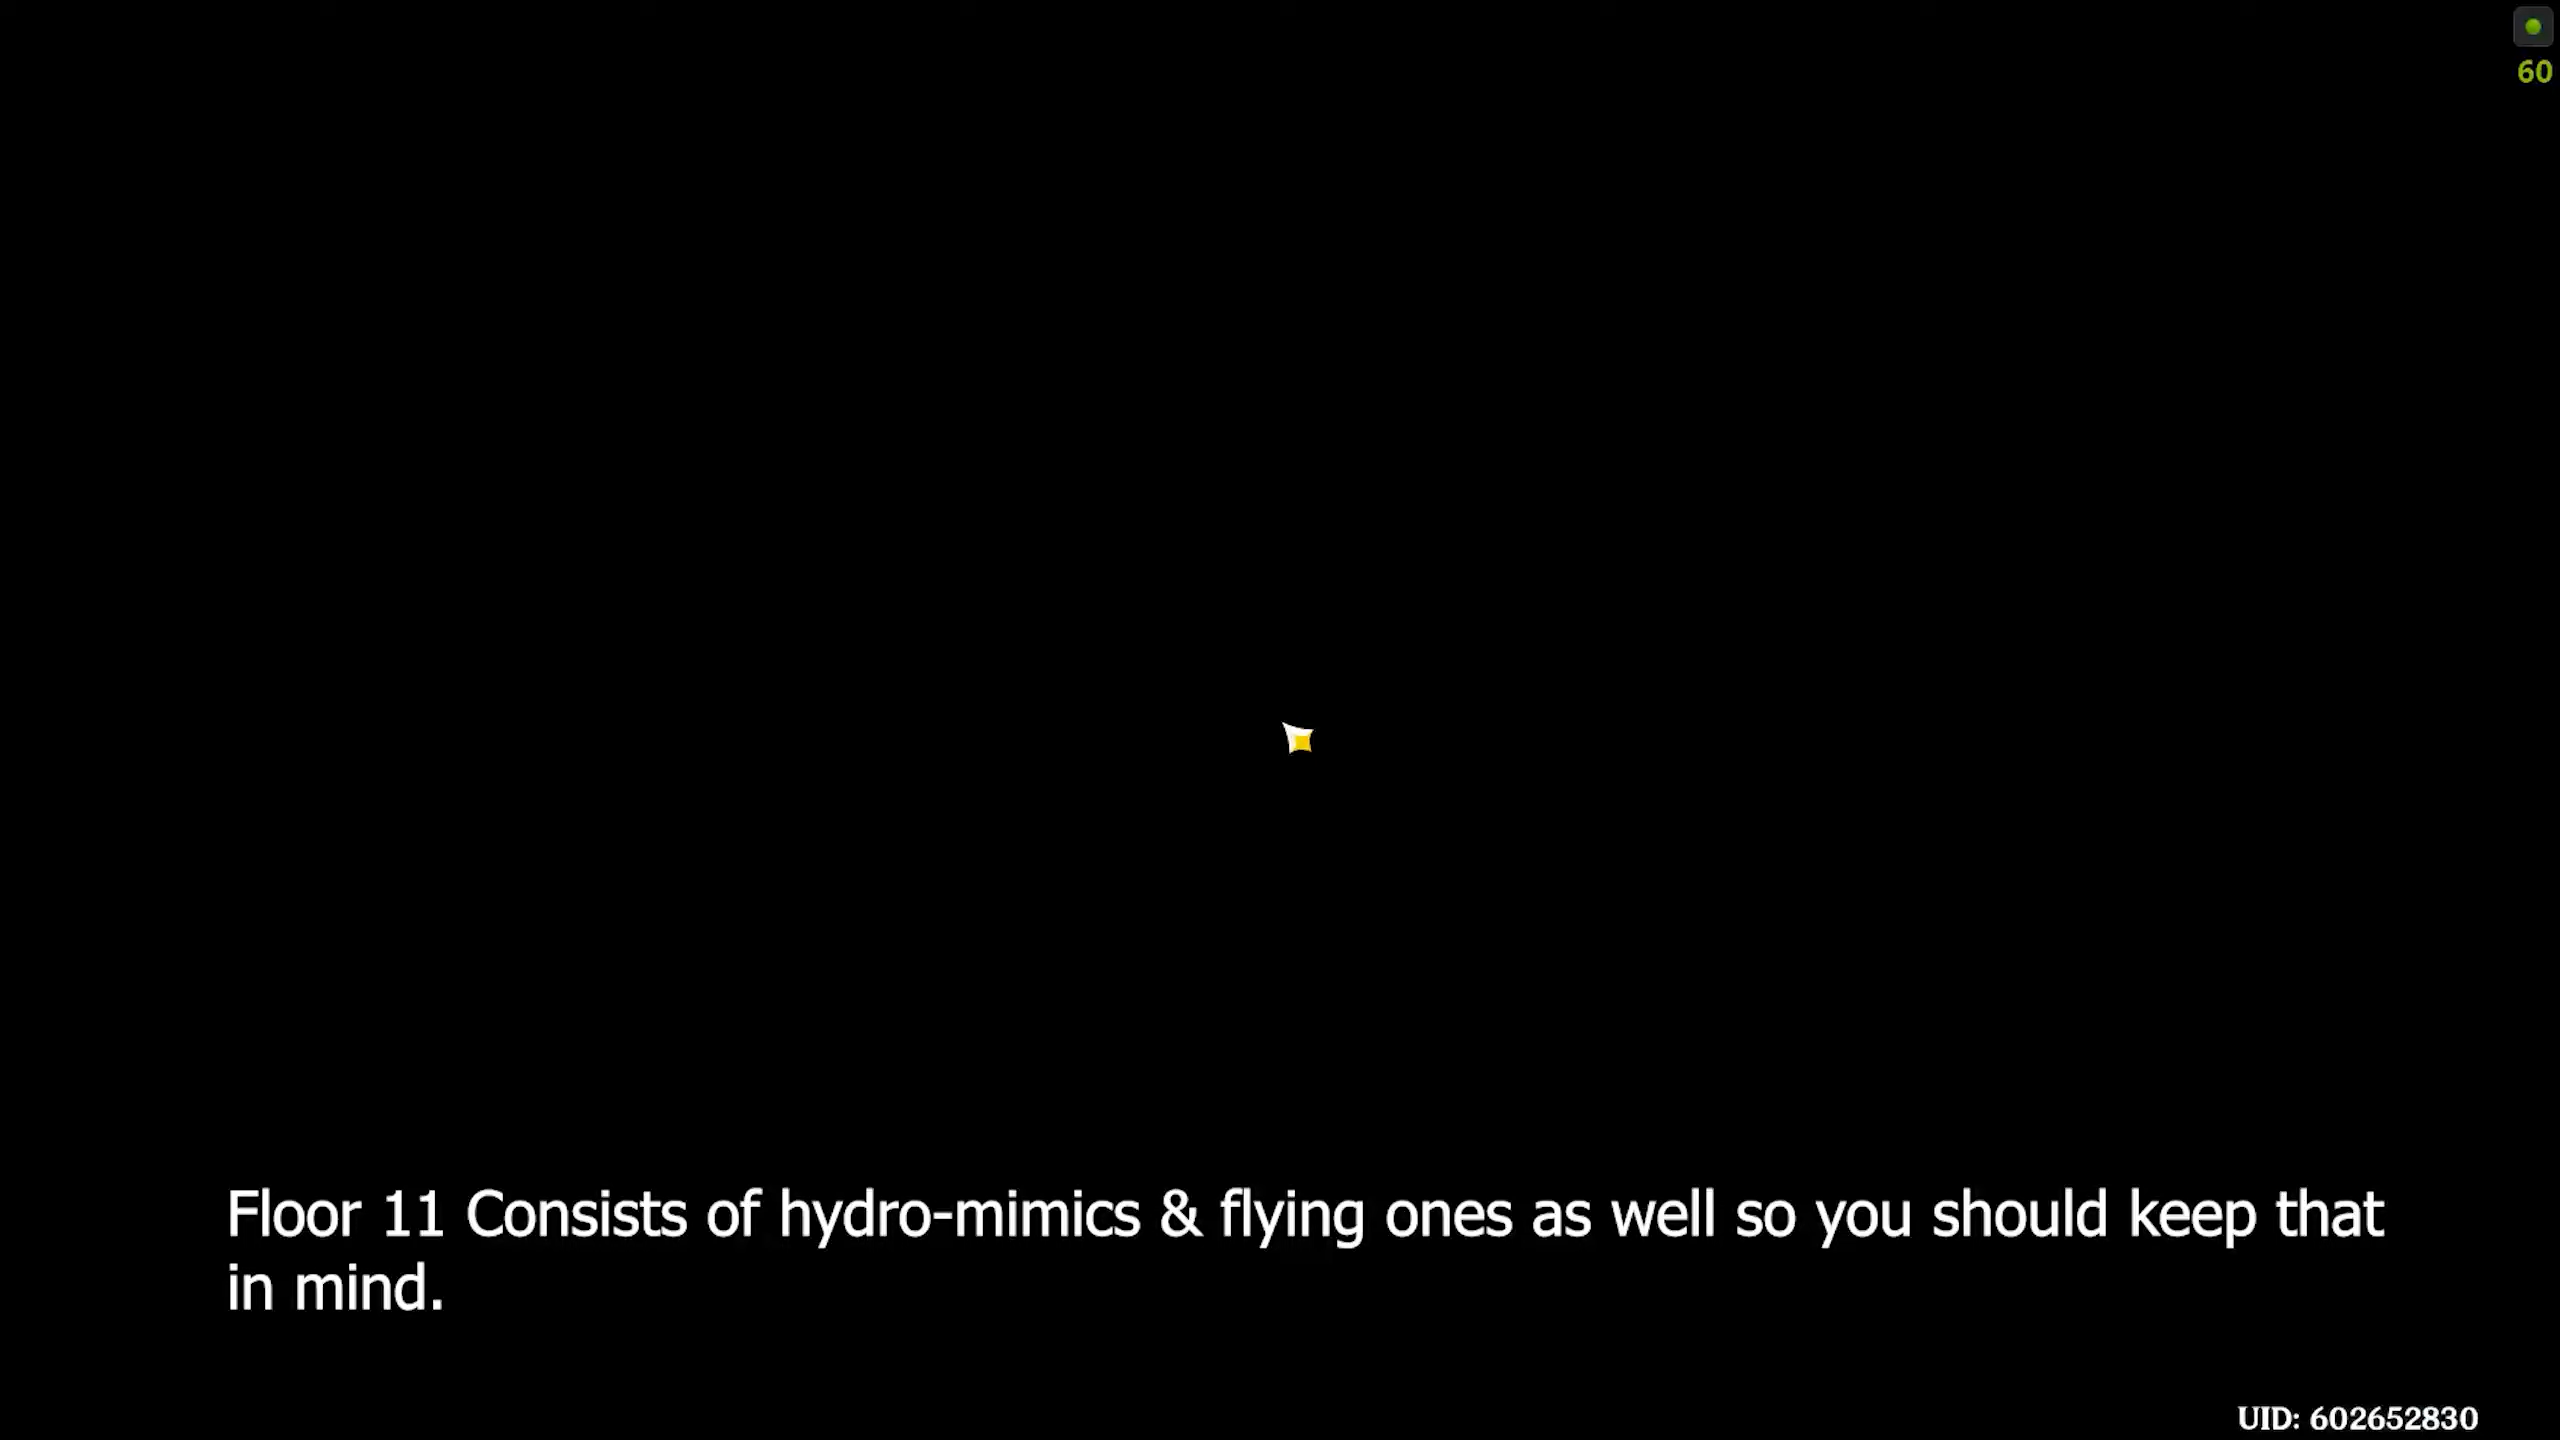 60
Floor 11 Consists of hydro-mimics & flying ones as well so you should keep that
in mind.
UID: 602652830